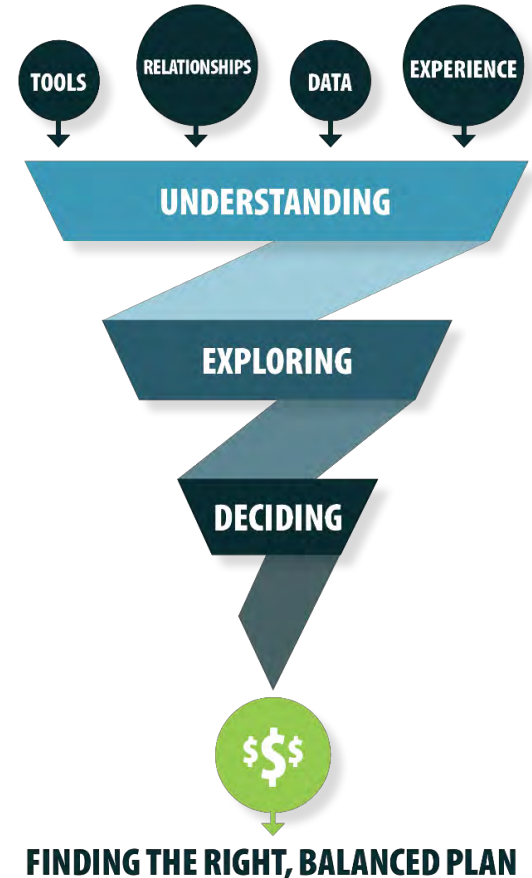 TOOLS
RELATIONSHIPS
DATA
EXPERIENCE
UNDERSTANDING
EXPLORING
DECIDING
$$$
FINDING THE RIGHT, BALANCED PLAN